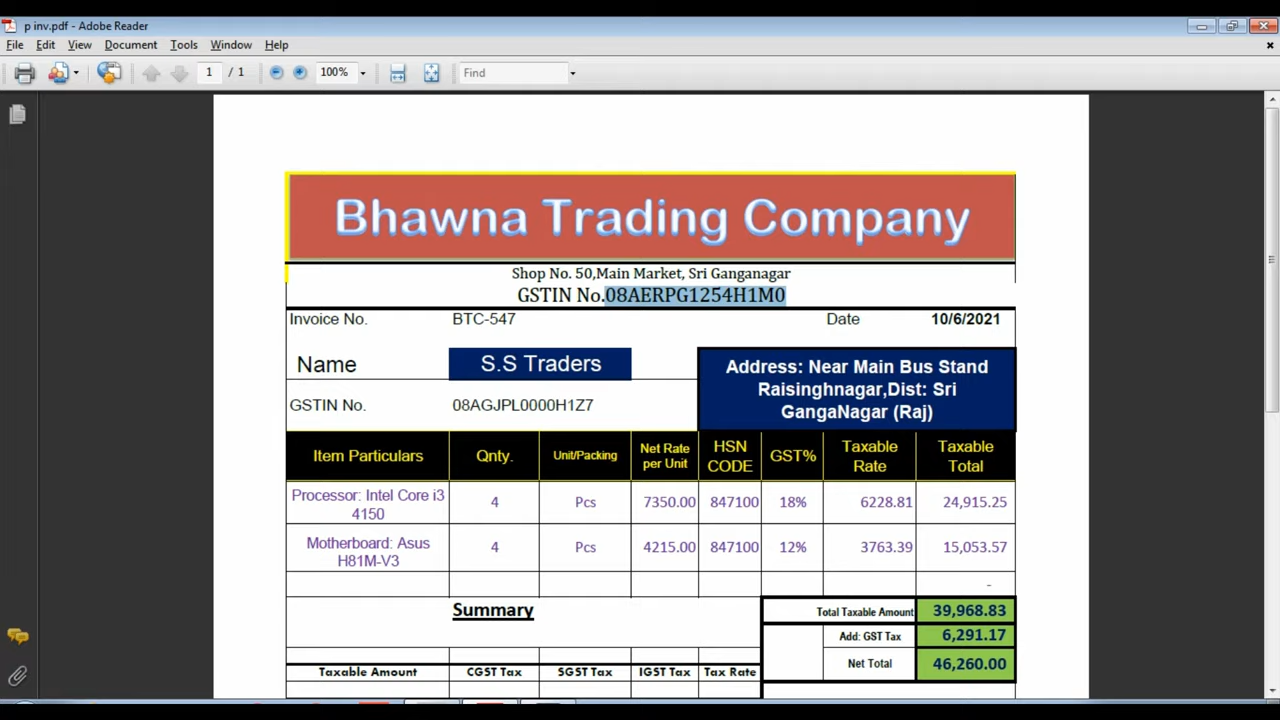 p inv.pdf - Adobe Reader
File Edit View Document Tools Window Help
1 / 1 100% Find
Bhawna Trading Company
Shop No. 50,Main Market, Sri Ganganagar
GSTIN No.08AERPG1254H1M0
Invoice No. BTC-547 Date 10/6/2021
Name S.S Traders
Address: Near Main Bus Stand
Raisinghnagar,Dist: Sri
GangaNagar (Raj)
GSTIN No. 08AGJPL0000H1Z7
Item Particulars Qnty. Unit/Packing Net Rate per Unit HSN CODE GST% Taxable Rate Taxable Total
Processor: Intel Core i3 4150 4 Pcs 7350.00 847100 18% 6228.81 24,915.25
Motherboard: Asus H81M-V3 4 Pcs 4215.00 847100 12% 3763.39 15,053.57
-
Summary
Total Taxable Amount 39,968.83
Add: GST Tax 6,291.17
Net Total 46,260.00
Taxable Amount CGST Tax SGST Tax IGST Tax Tax Rate